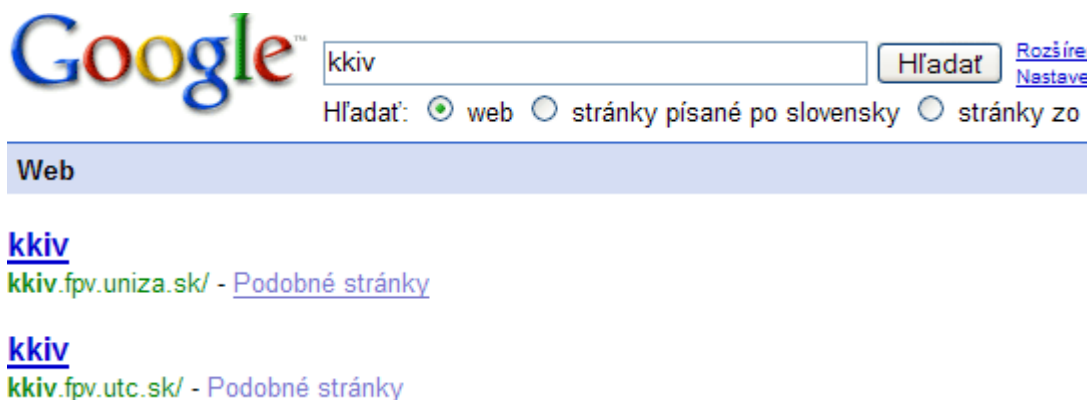 Google™
kkiv
Hľadať
Rozšíre
Nastave
Hľadať: web stránky písané po slovensky stránky zo
Web
kkiv
kkiv.fpv.uniza.sk/ - Podobné stránky
kkiv
kkiv.fpv.utc.sk/ - Podobné stránky